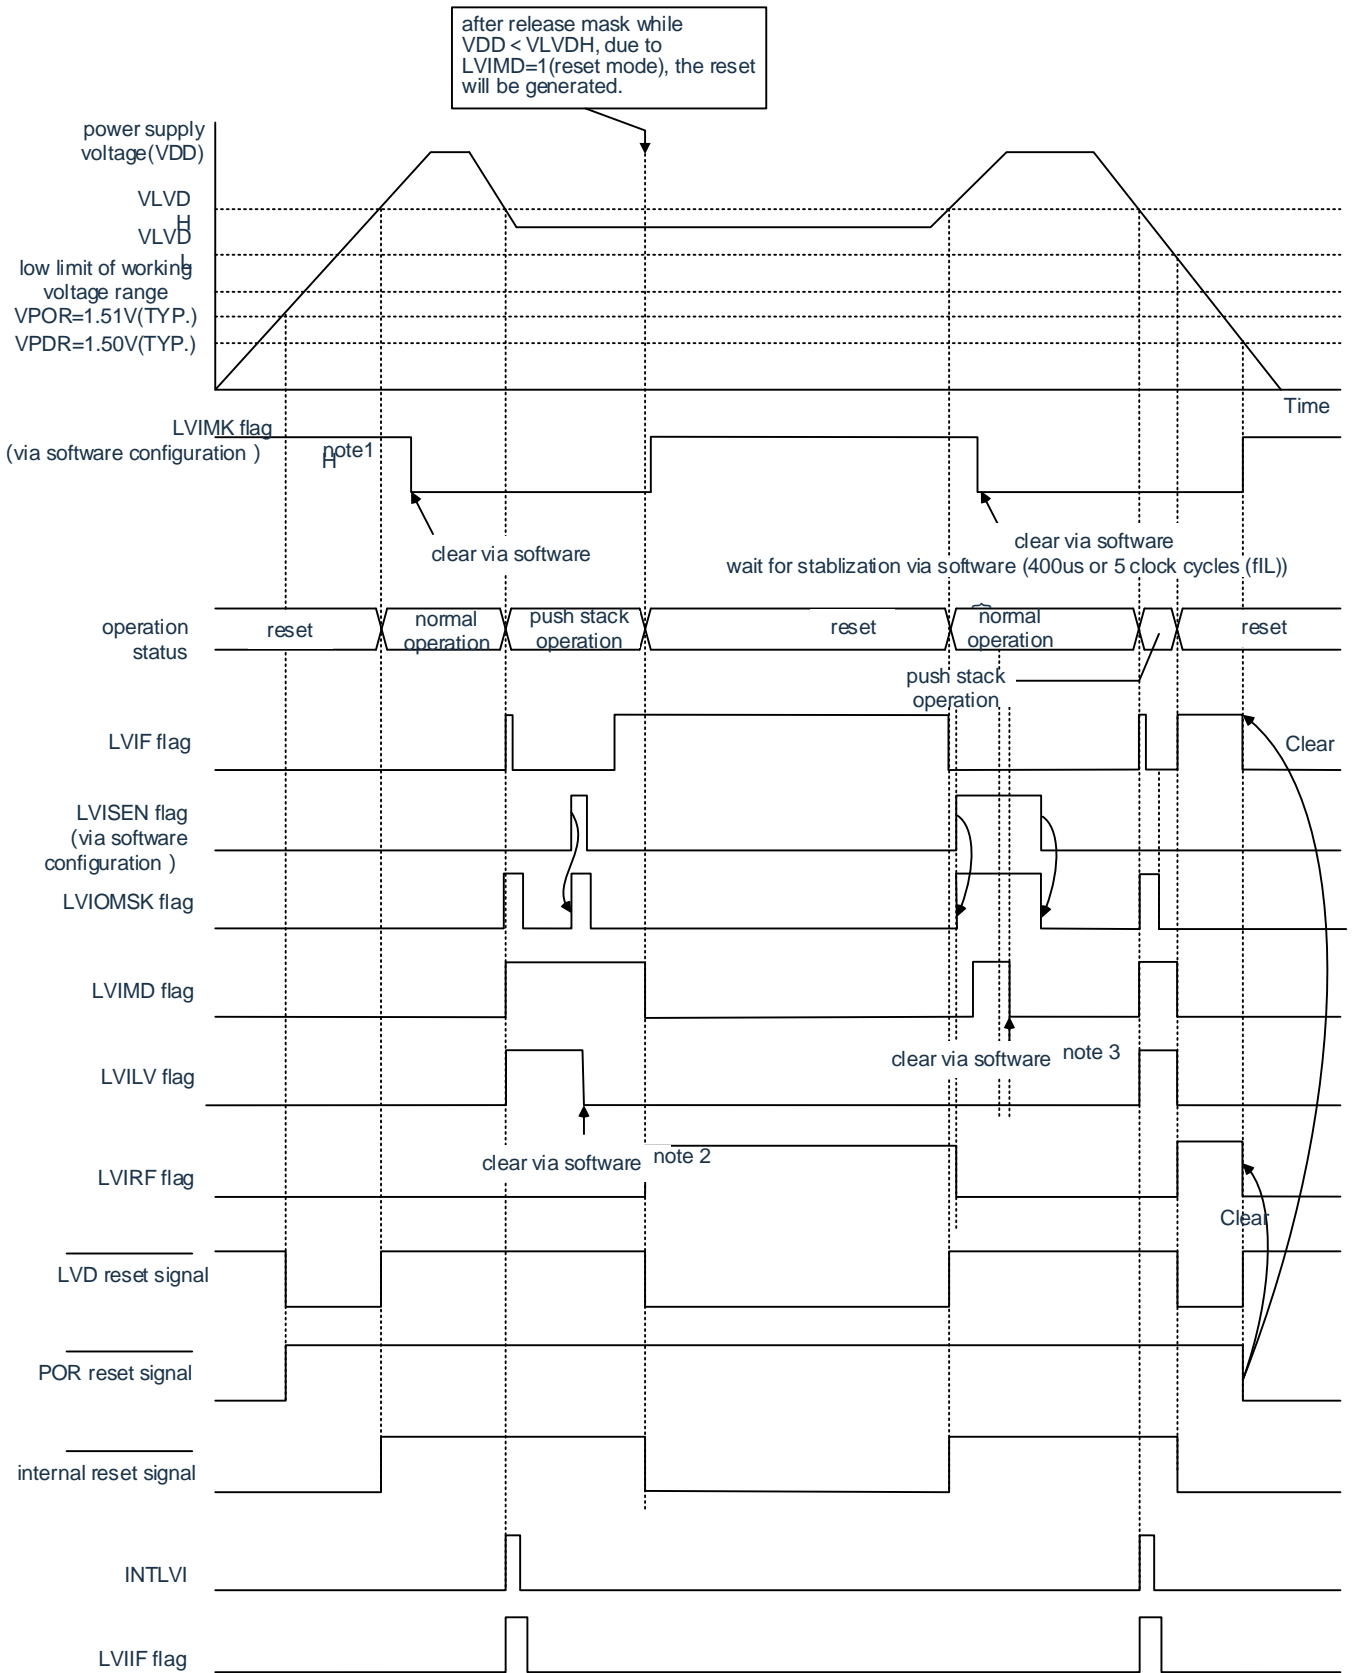 after release mask while
VDD < VLVDH, due to
LVIMD=1(reset mode), the reset
will be generated.
power supply
voltage(VDD)
VLVD
H
VLVD
L
low limit of working
voltage range
VPOR=1.51V(TYP.)
VPDR=1.50V(TYP.)
Time
LVIMK flag
(via software configuration )
H
note1
clear via software
clear via software
wait for stablization via software (400us or 5 clock cycles (fIL))
operation
status
reset
normal
operation
push stack
operation
reset
normal
operation
reset
push stack
operation
LVIF flag
Clear
LVISEN flag
(via software
configuration )
LVIOMSK flag
LVIMD flag
clear via software note 3
LVILV flag
clear via software note 2
LVIRF flag
Clear
LVD reset signal
POR reset signal
internal reset signal
INTLVI
LVIIF flag